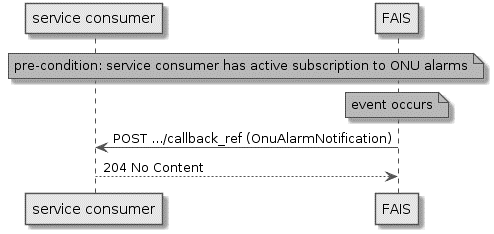 service consumer FAIS
pre-condition: service consumer has active subscription to ONU alarms
event occurs
POST .../callback_ref (OnuAlarmNotification)
204 No Content
service consumer FAIS